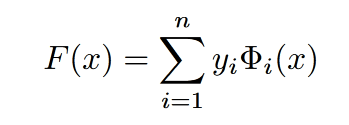 F(x) = \sum_{i=1}^{n} y_i \Phi_i(x)